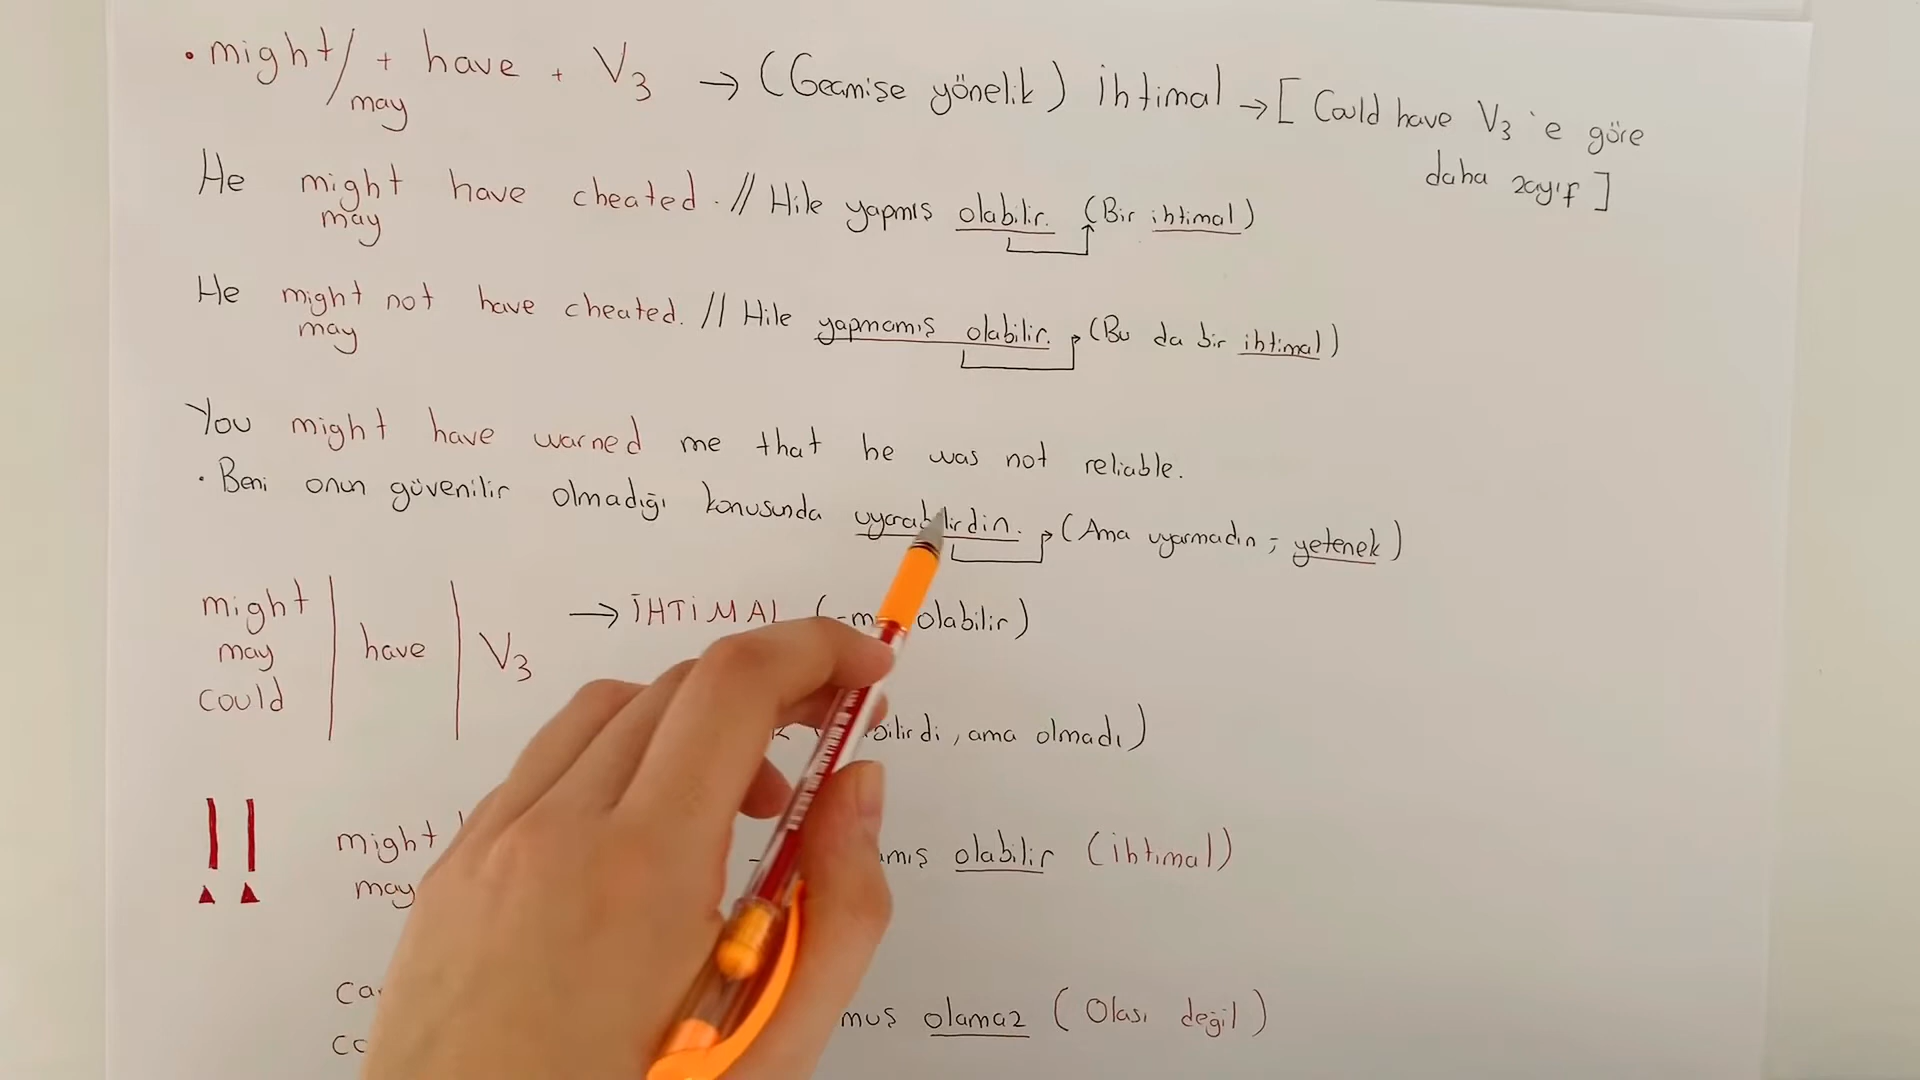 • might/may + have + V3 → (Gecmişe yönelik) ihtimal → [ Could have V3 'e göre
daha zayıf ]
He might have cheated. // Hile yapmış olabilir. (Bir ihtimal)
may
He might not have cheated. // Hile yapmamış olabilir. (Bu da bir ihtimal)
may
You might have warned me that he was not reliable.
• Beni onun güvenilir olmadığı konusunda uyarabilirdin. (Ama uyarmadın; yetenek)
might
may
could
have
V3
→ İHTİMAL ( olabilir)
, ama olmadı)
!!
might
may
olabilir (ihtimal)
olamaz (Olası değil)